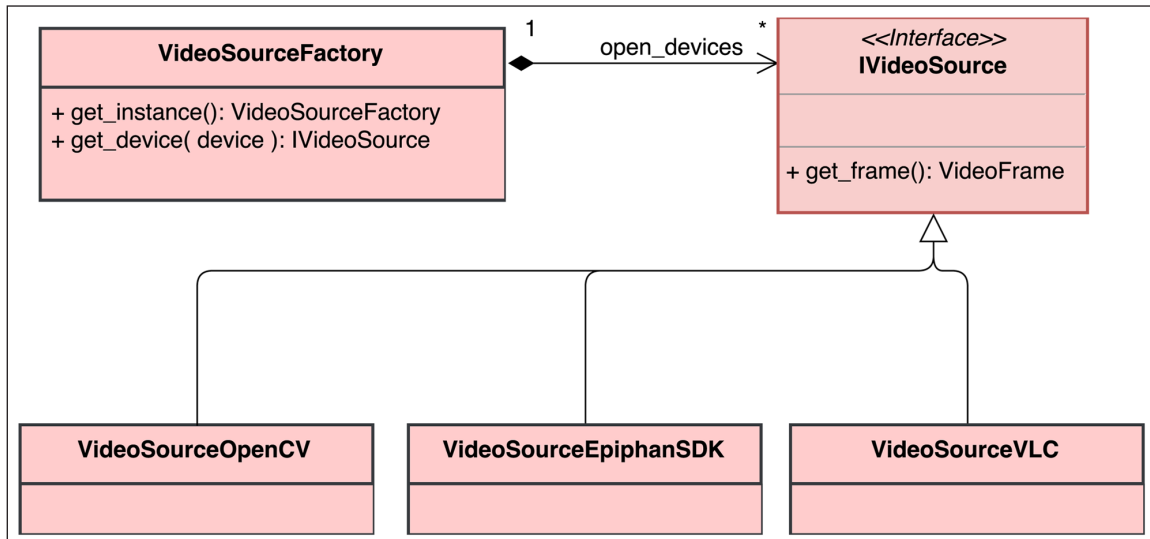 VideoSourceFactory
+ get_instance(): VideoSourceFactory
+ get_device( device ): IVideoSource
1
open_devices
*
<<Interface>>
IVideoSource
+ get_frame(): VideoFrame
VideoSourceOpenCV
VideoSourceEpiphanSDK
VideoSourceVLC